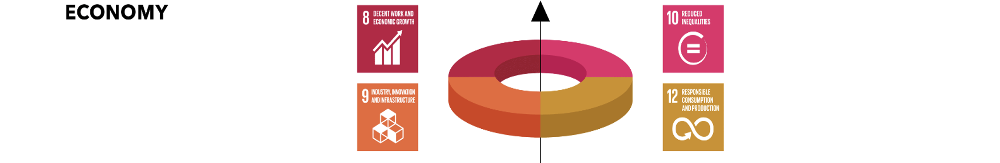 ECONOMY
8 DECENT WORK AND
ECONOMIC GROWTH
10 REDUCED
INEQUALITIES
9 INDUSTRY, INNOVATION
AND INFRASTRUCTURE
12 RESPONSIBLE
CONSUMPTION
AND PRODUCTION